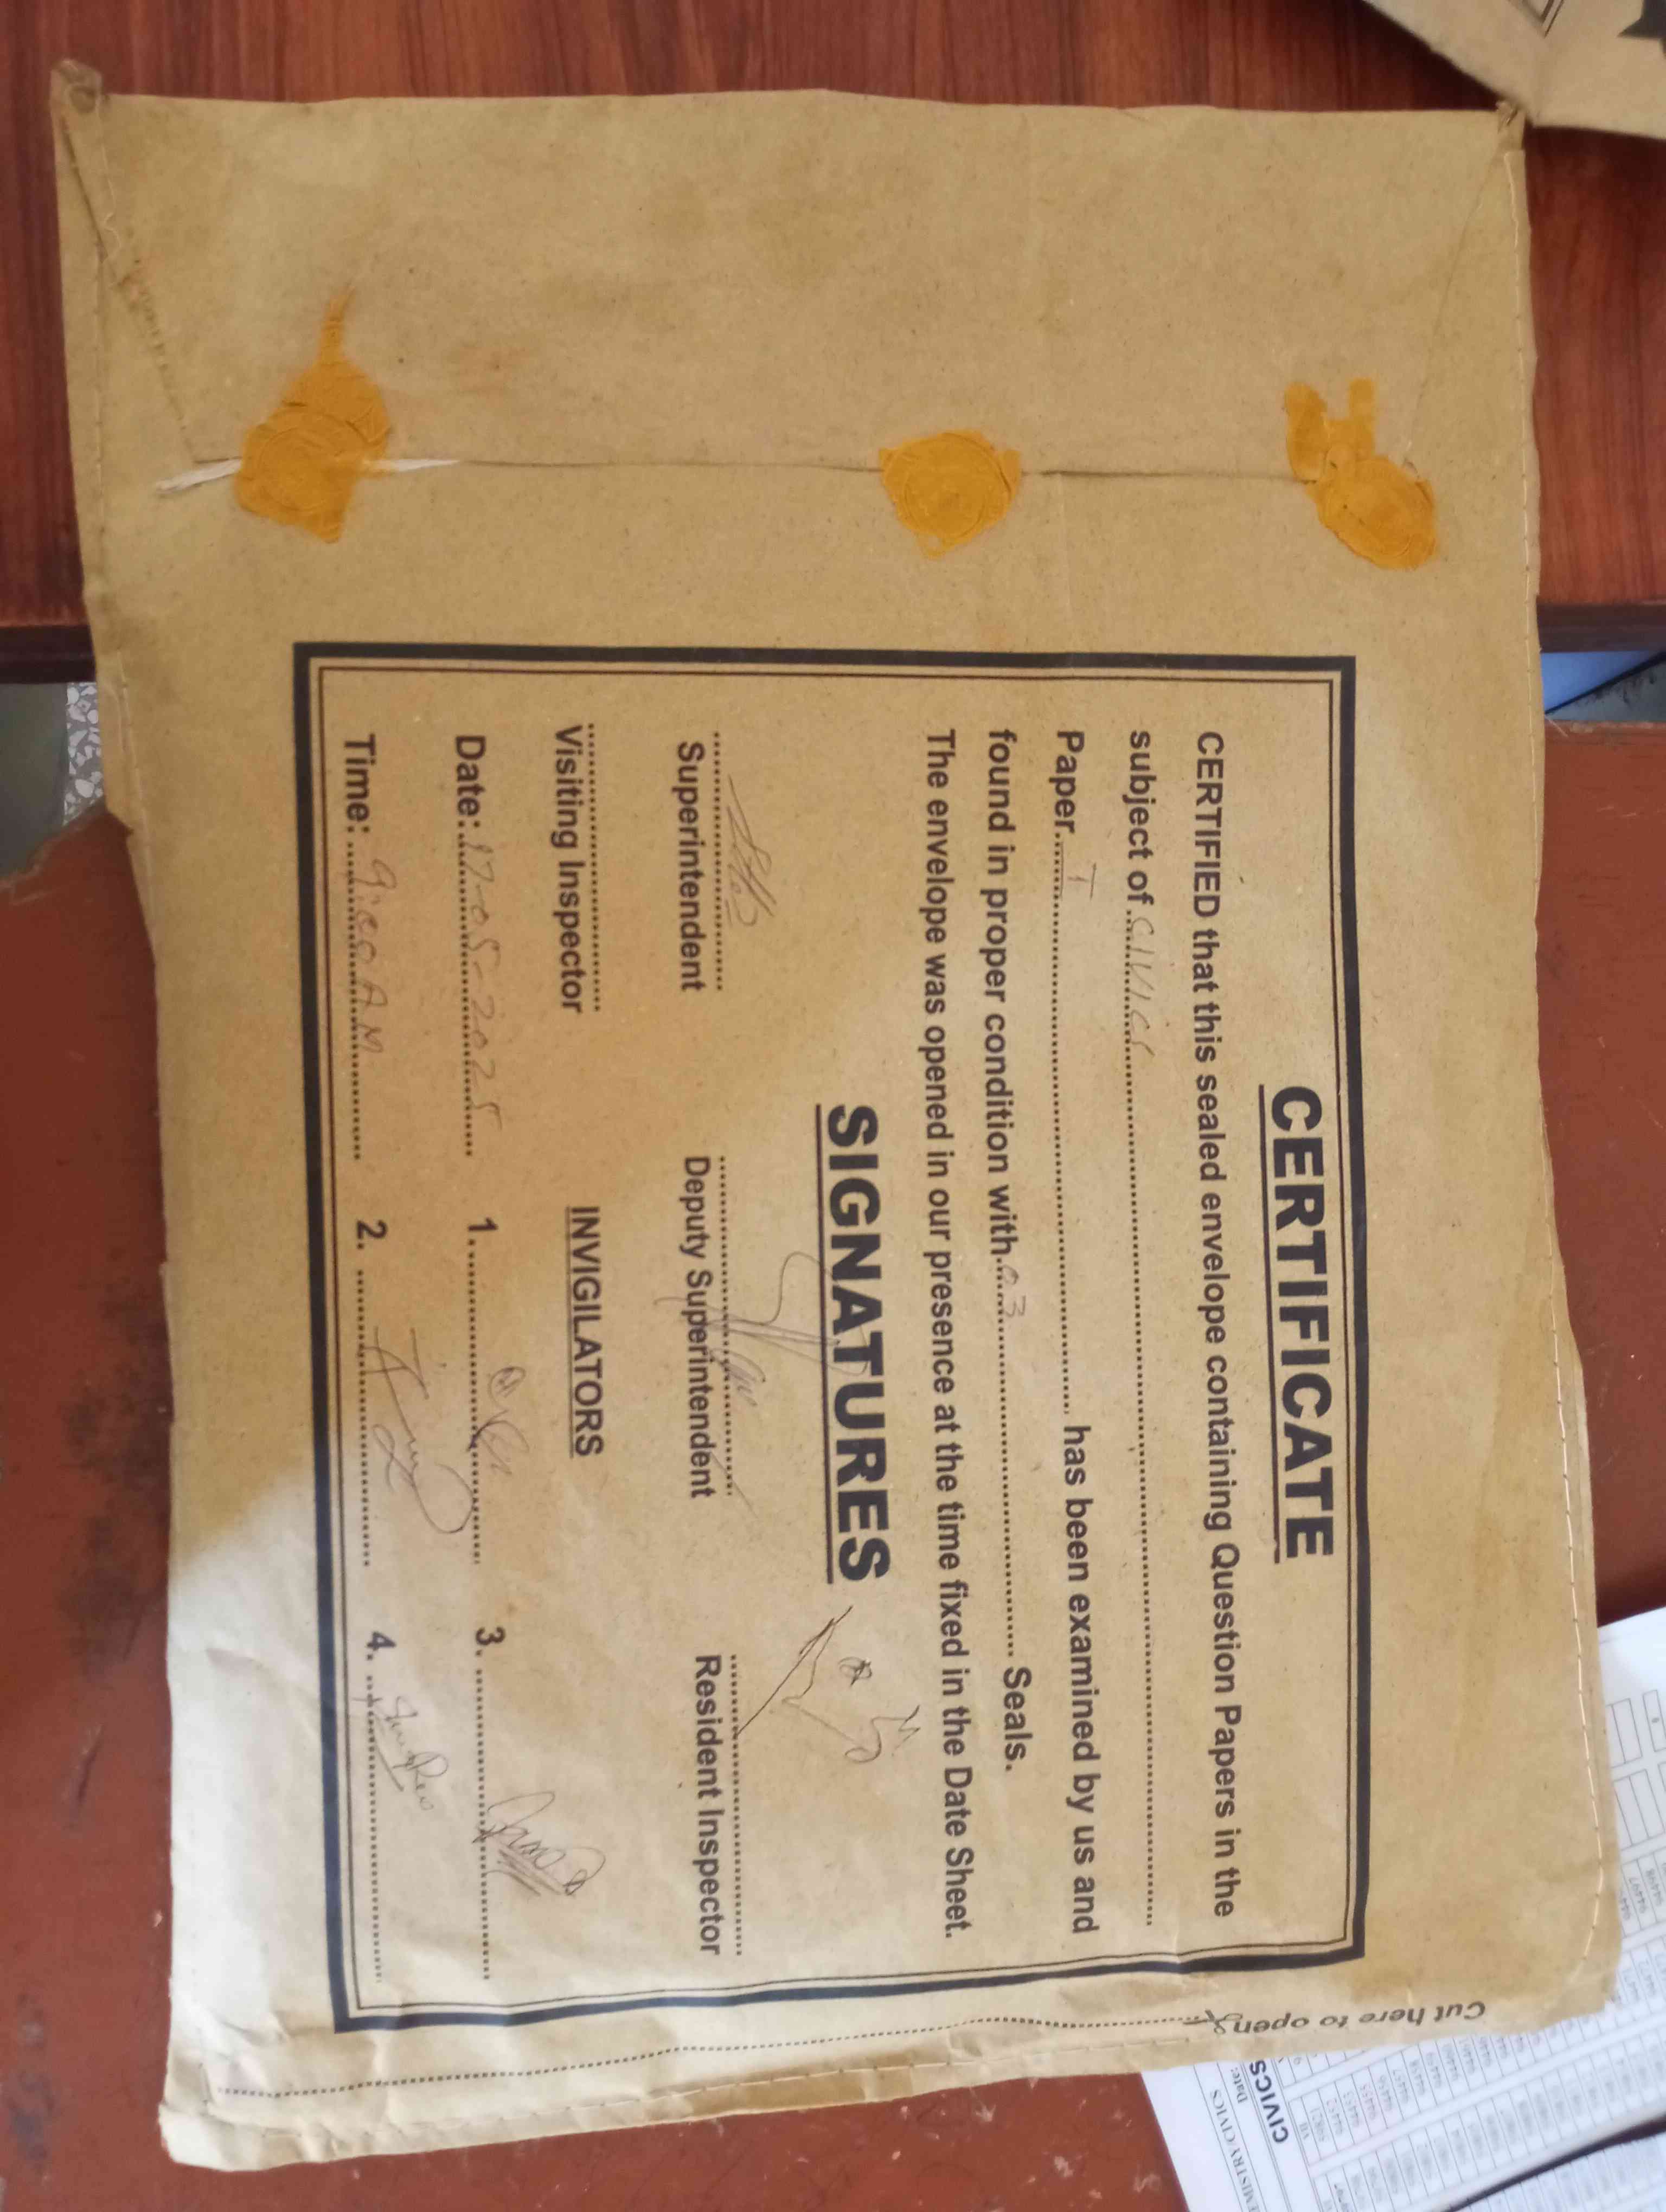 CERTIFICATE
CERTIFIED that this sealed envelope containing Question Papers in the
subject of CIVICS
Paper I has been examined by us and
found in proper condition with 03 Seals.
The envelope was opened in our presence at the time fixed in the Date Sheet.
SIGNATURES
Superintendent Deputy Superintendent Resident Inspector
Visiting Inspector INVIGILATORS
Date: 17-05-2025 1. 3.
Time: 9:00 AM 2. 4.
Cut here to open
CIVICS
Date: